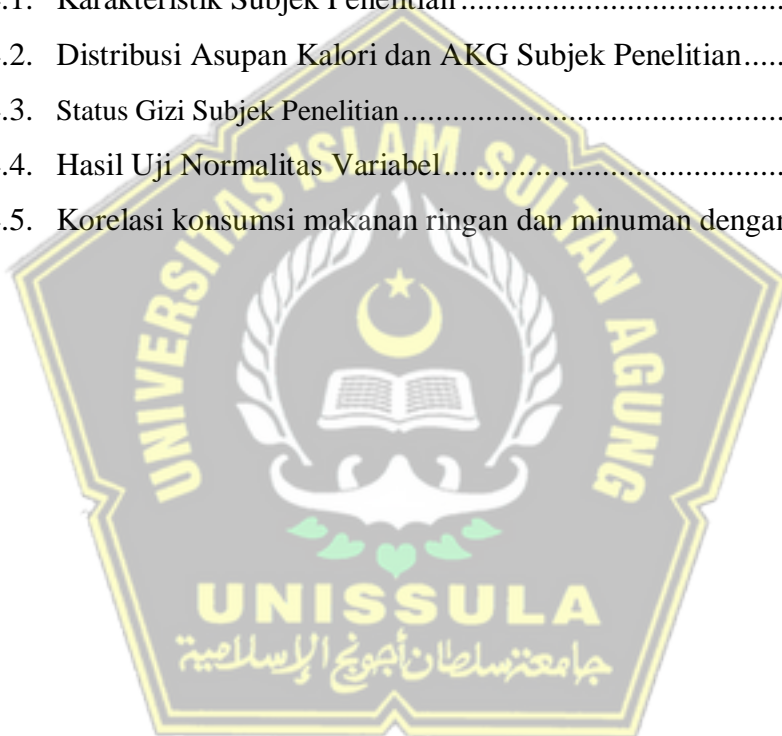 .1. Karakteristik Subjek Penelitian ........................................
.2. Distribusi Asupan Kalori dan AKG Subjek Penelitian .....
.3. Status Gizi Subjek Penelitian ................................................
.4. Hasil Uji Normalitas Variabel ...........................................
.5. Korelasi konsumsi makanan ringan dan minuman dengan
UNIVERSITAS ISLAM SULTAN AGUNG
UNISSULA
جامعة سلطان أجونج الإسلامية